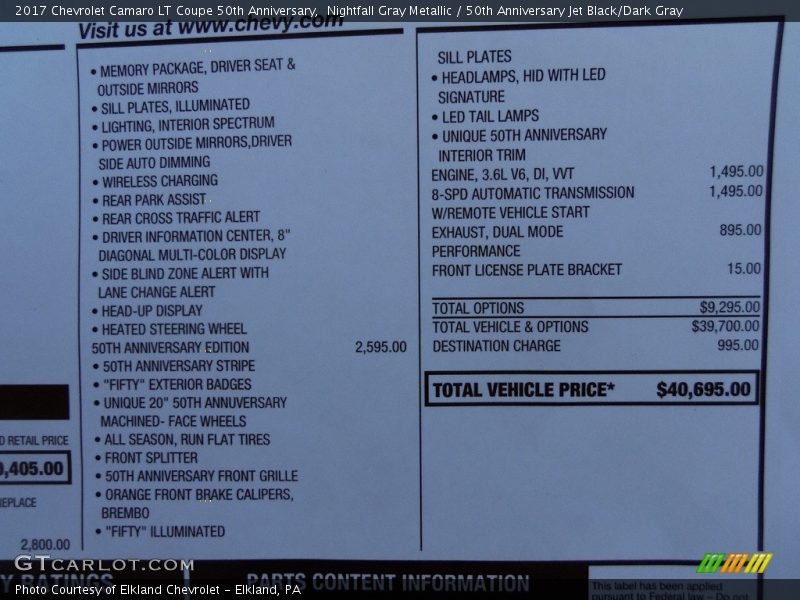 2017 Chevrolet Camaro LT Coupe 50th Anniversary, Nightfall Gray Metallic / 50th Anniversary Jet Black/Dark Gray
Visit us at www.chevy.com
D RETAIL PRICE
0,405.00
REPLACE
2,800.00
• MEMORY PACKAGE, DRIVER SEAT &
OUTSIDE MIRRORS
• SILL PLATES, ILLUMINATED
• LIGHTING, INTERIOR SPECTRUM
• POWER OUTSIDE MIRRORS,DRIVER
SIDE AUTO DIMMING
• WIRELESS CHARGING
• REAR PARK ASSIST
• REAR CROSS TRAFFIC ALERT
• DRIVER INFORMATION CENTER, 8"
DIAGONAL MULTI-COLOR DISPLAY
• SIDE BLIND ZONE ALERT WITH
LANE CHANGE ALERT
• HEAD-UP DISPLAY
• HEATED STEERING WHEEL
50TH ANNIVERSARY EDITION 2,595.00
• 50TH ANNIVERSARY STRIPE
• "FIFTY" EXTERIOR BADGES
• UNIQUE 20" 50TH ANNUVERSARY
MACHINED- FACE WHEELS
• ALL SEASON, RUN FLAT TIRES
• FRONT SPLITTER
• 50TH ANNIVERSARY FRONT GRILLE
• ORANGE FRONT BRAKE CALIPERS,
BREMBO
• "FIFTY" ILLUMINATED
SILL PLATES
• HEADLAMPS, HID WITH LED
SIGNATURE
• LED TAIL LAMPS
• UNIQUE 50TH ANNIVERSARY
INTERIOR TRIM
ENGINE, 3.6L V6, DI, VVT 1,495.00
8-SPD AUTOMATIC TRANSMISSION 1,495.00
W/REMOTE VEHICLE START
EXHAUST, DUAL MODE 895.00
PERFORMANCE
FRONT LICENSE PLATE BRACKET 15.00
TOTAL OPTIONS $9,295.00
TOTAL VEHICLE & OPTIONS $39,700.00
DESTINATION CHARGE 995.00
TOTAL VEHICLE PRICE* $40,695.00
GTCARLOT.COM
Y RATINGS
PARTS CONTENT INFORMATION
This label has been applied
pursuant to Federal law – Do not
Photo Courtesy of Elkland Chevrolet – Elkland, PA